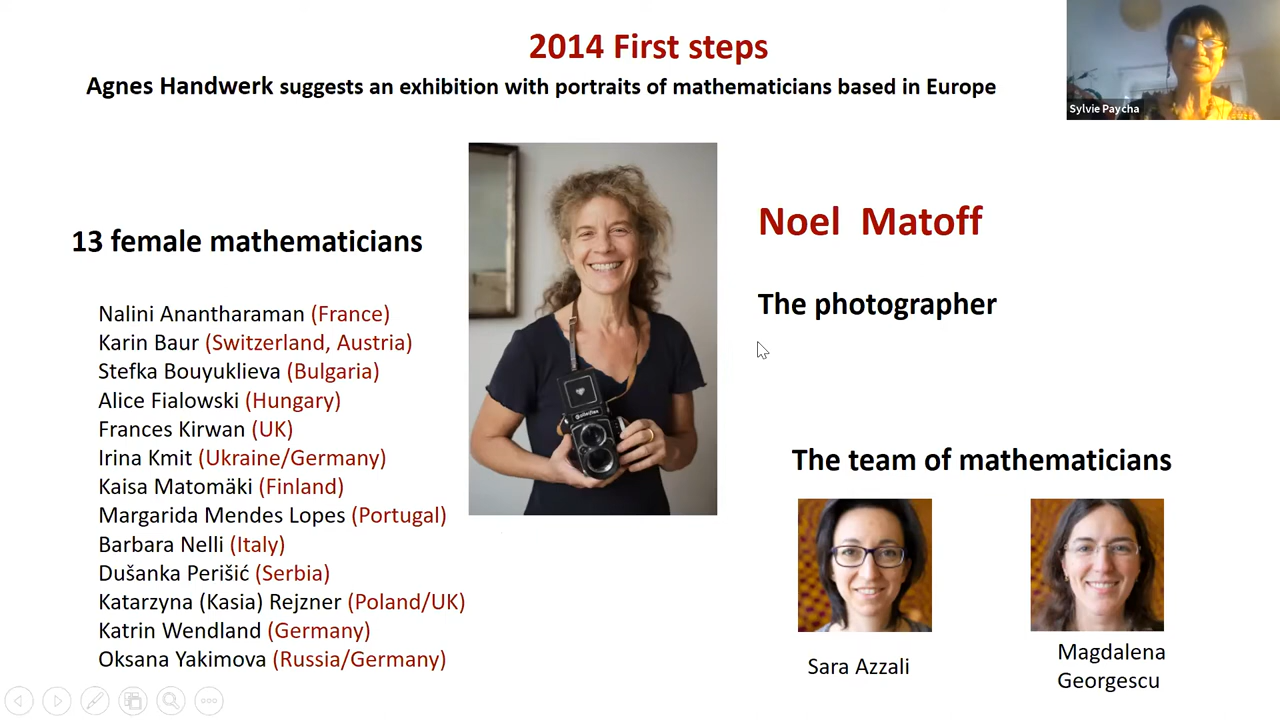 2014 First steps
Agnes Handwerk suggests an exhibition with portraits of mathematicians based in Europe
Sylvie Paycha
13 female mathematicians
Nalini Anantharaman (France)
Karin Baur (Switzerland, Austria)
Stefka Bouyuklieva (Bulgaria)
Alice Fialowski (Hungary)
Frances Kirwan (UK)
Irina Kmit (Ukraine/Germany)
Kaisa Matomäki (Finland)
Margarida Mendes Lopes (Portugal)
Barbara Nelli (Italy)
Dušanka Perišić (Serbia)
Katarzyna (Kasia) Rejzner (Poland/UK)
Katrin Wendland (Germany)
Oksana Yakimova (Russia/Germany)
Rolleiflex
Noel Matoff
The photographer
The team of mathematicians
Sara Azzali
Magdalena
Georgescu